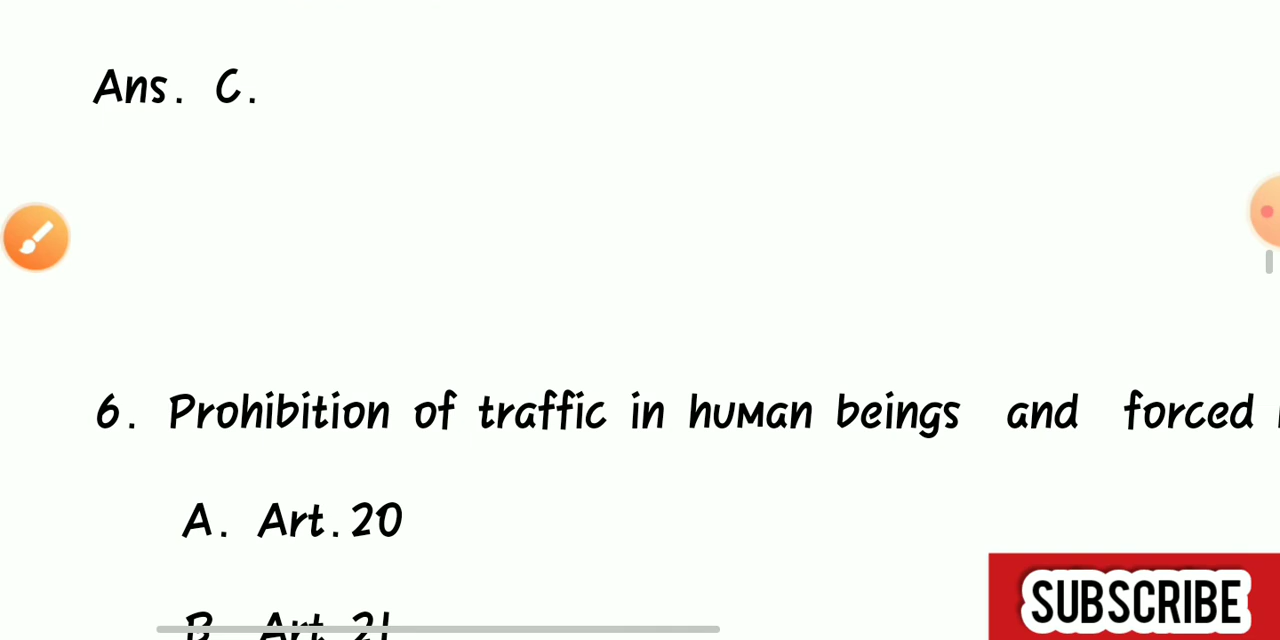 Ans. C.
6. Prohibition of traffic in human beings and forced
A. Art.20
B. Art 21
SUBSCRIBE